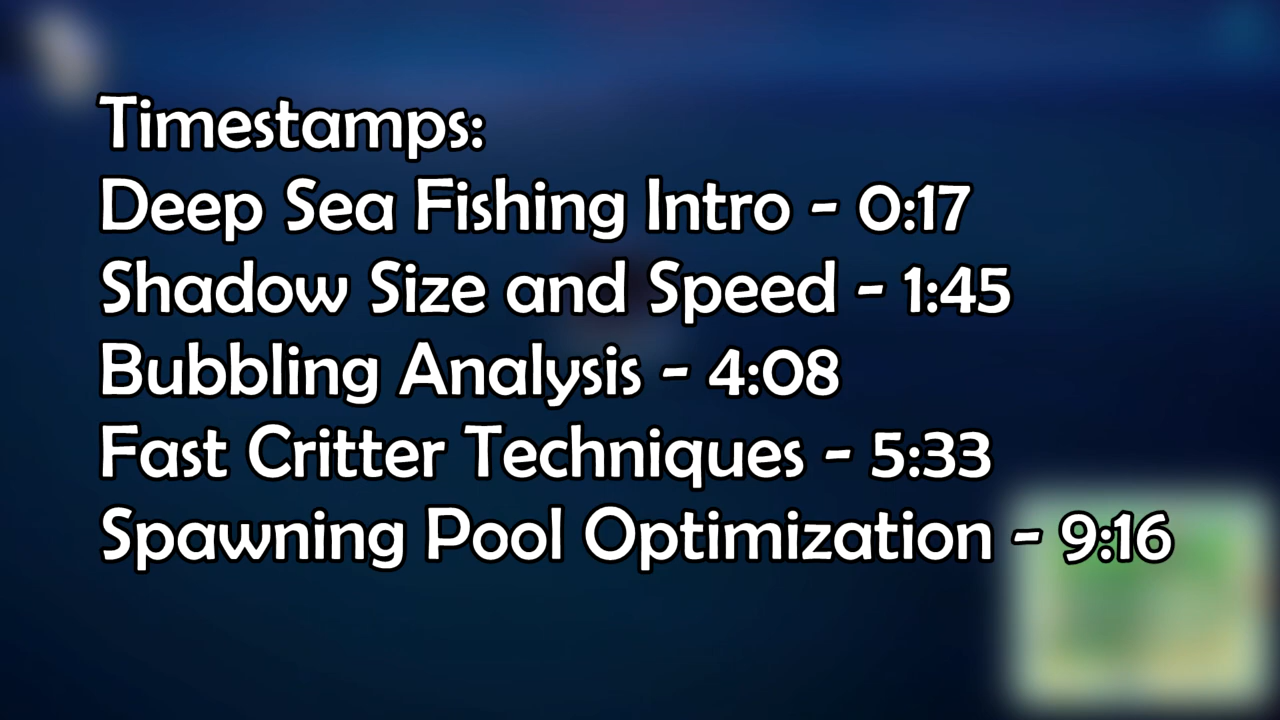 Timestamps:
Deep Sea Fishing Intro - 0:17
Shadow Size and Speed - 1:45
Bubbling Analysis - 4:08
Fast Critter Techniques - 5:33
Spawning Pool Optimization - 9:16